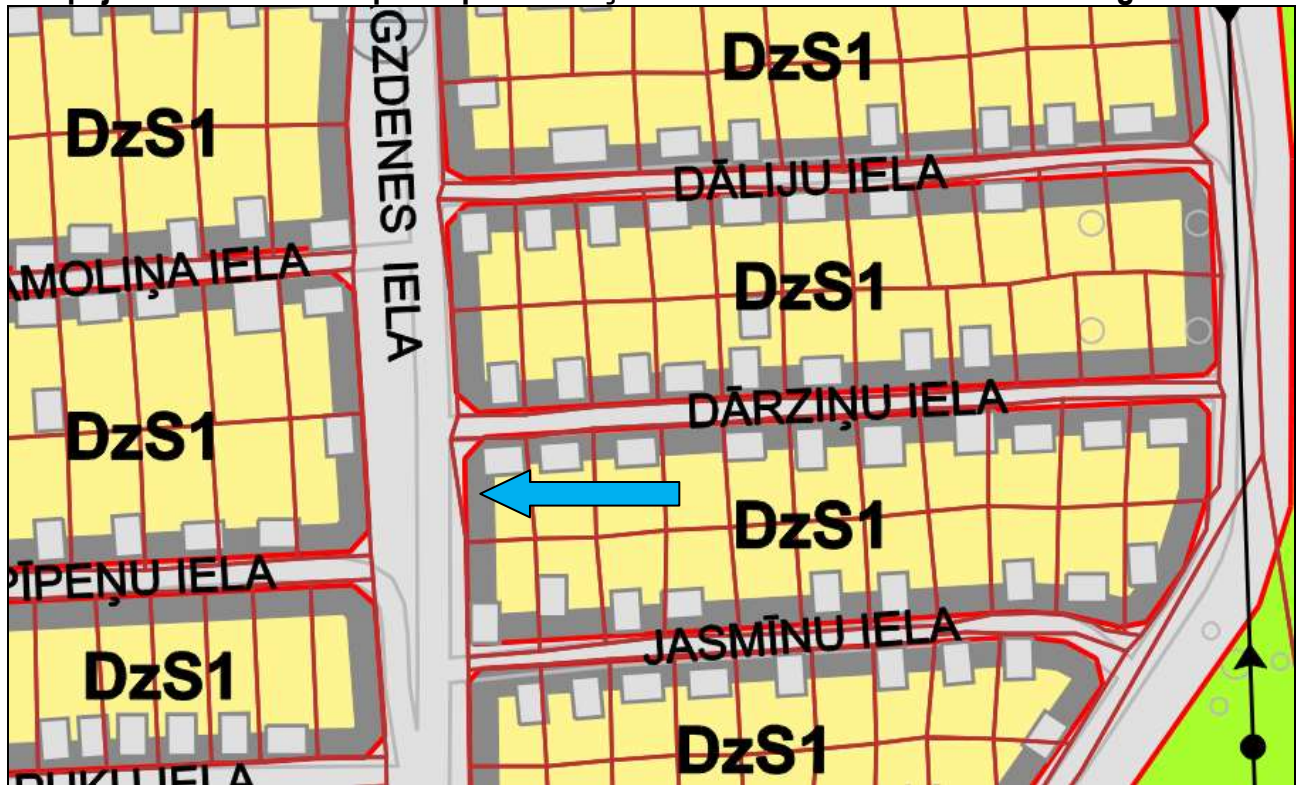 DzS1
DzS1
GZDENES IELA
DĀLIJU IELA
AMOLIŅA IELA
DzS1
DzS1
DĀRZIŅU IELA
DzS1
PĪPEŅU IELA
JASMĪNU IELA
DzS1
DzS1